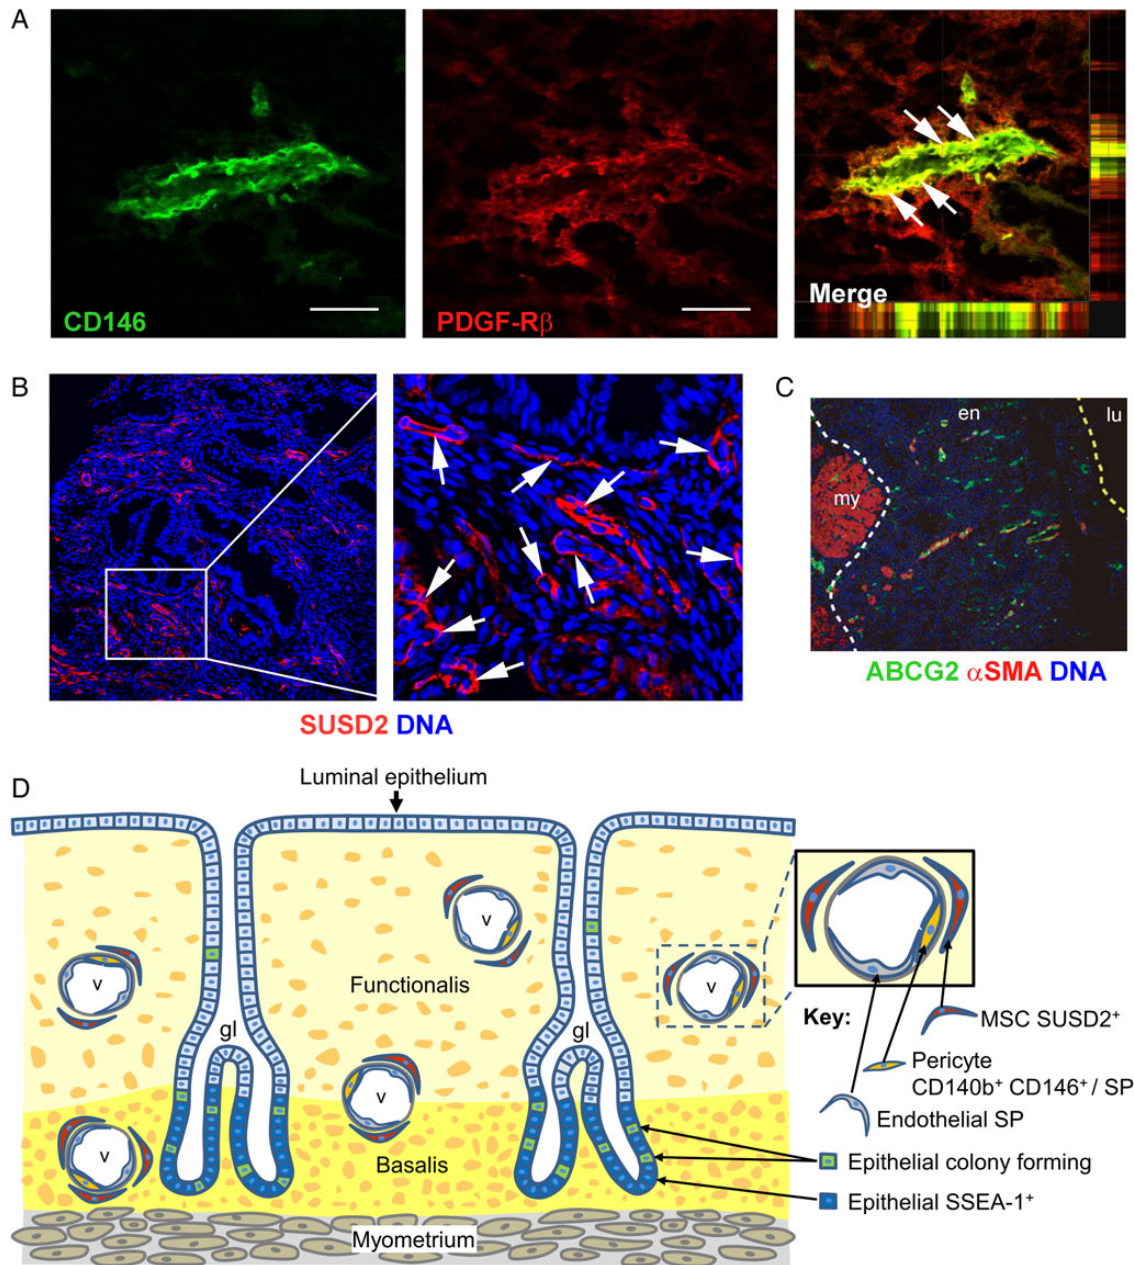 A
CD146
PDGF-Rβ
Merge
B
SUSD2 DNA
C
en
lu
my
ABCG2 αSMA DNA
D
Luminal epithelium
v
v
v
v
v
Functionalis
gl
gl
Basalis
Myometrium
Key:
MSC SUSD2⁺
Pericyte
CD140b⁺ CD146⁺ / SP
Endothelial SP
Epithelial colony forming
Epithelial SSEA-1⁺